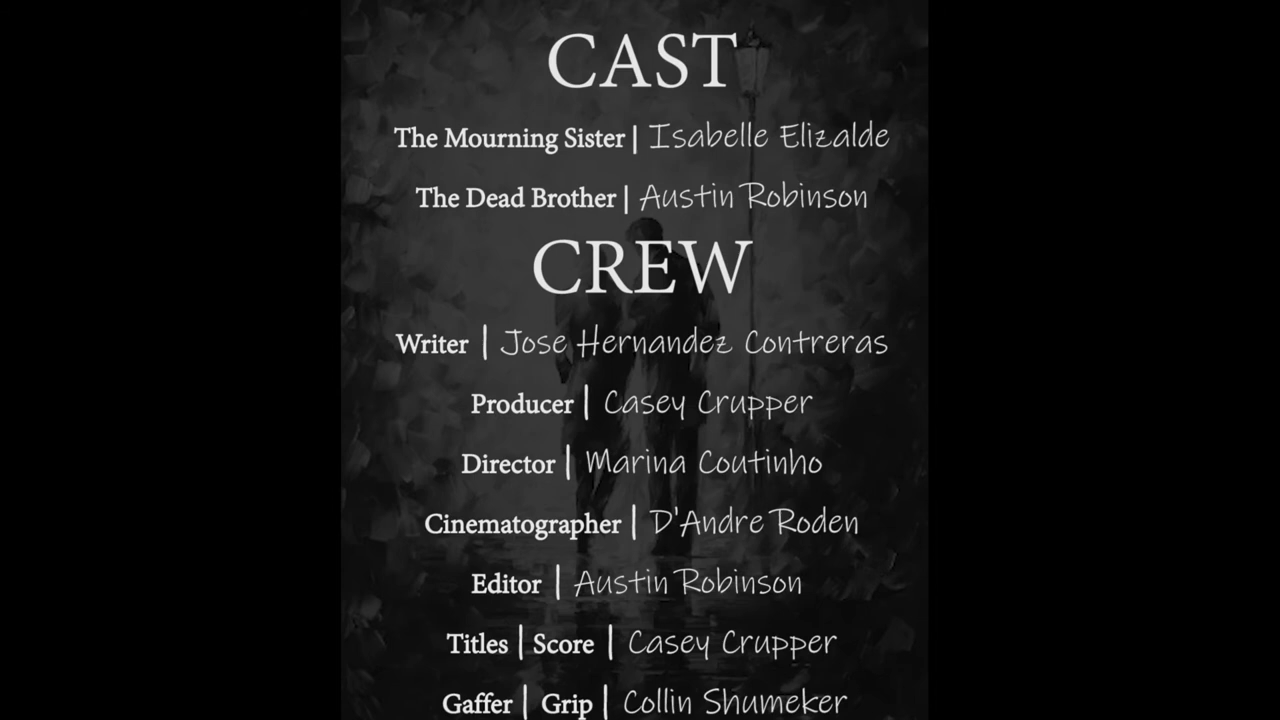 CAST
The Mourning Sister | Isabelle Elizalde
The Dead Brother | Austin Robinson
CREW
Writer | Jose Hernandez Contreras
Producer | Casey Crupper
Director | Marina Coutinho
Cinematographer | D'Andre Roden
Editor | Austin Robinson
Titles | Score | Casey Crupper
Gaffer | Grip | Collin Shumeker